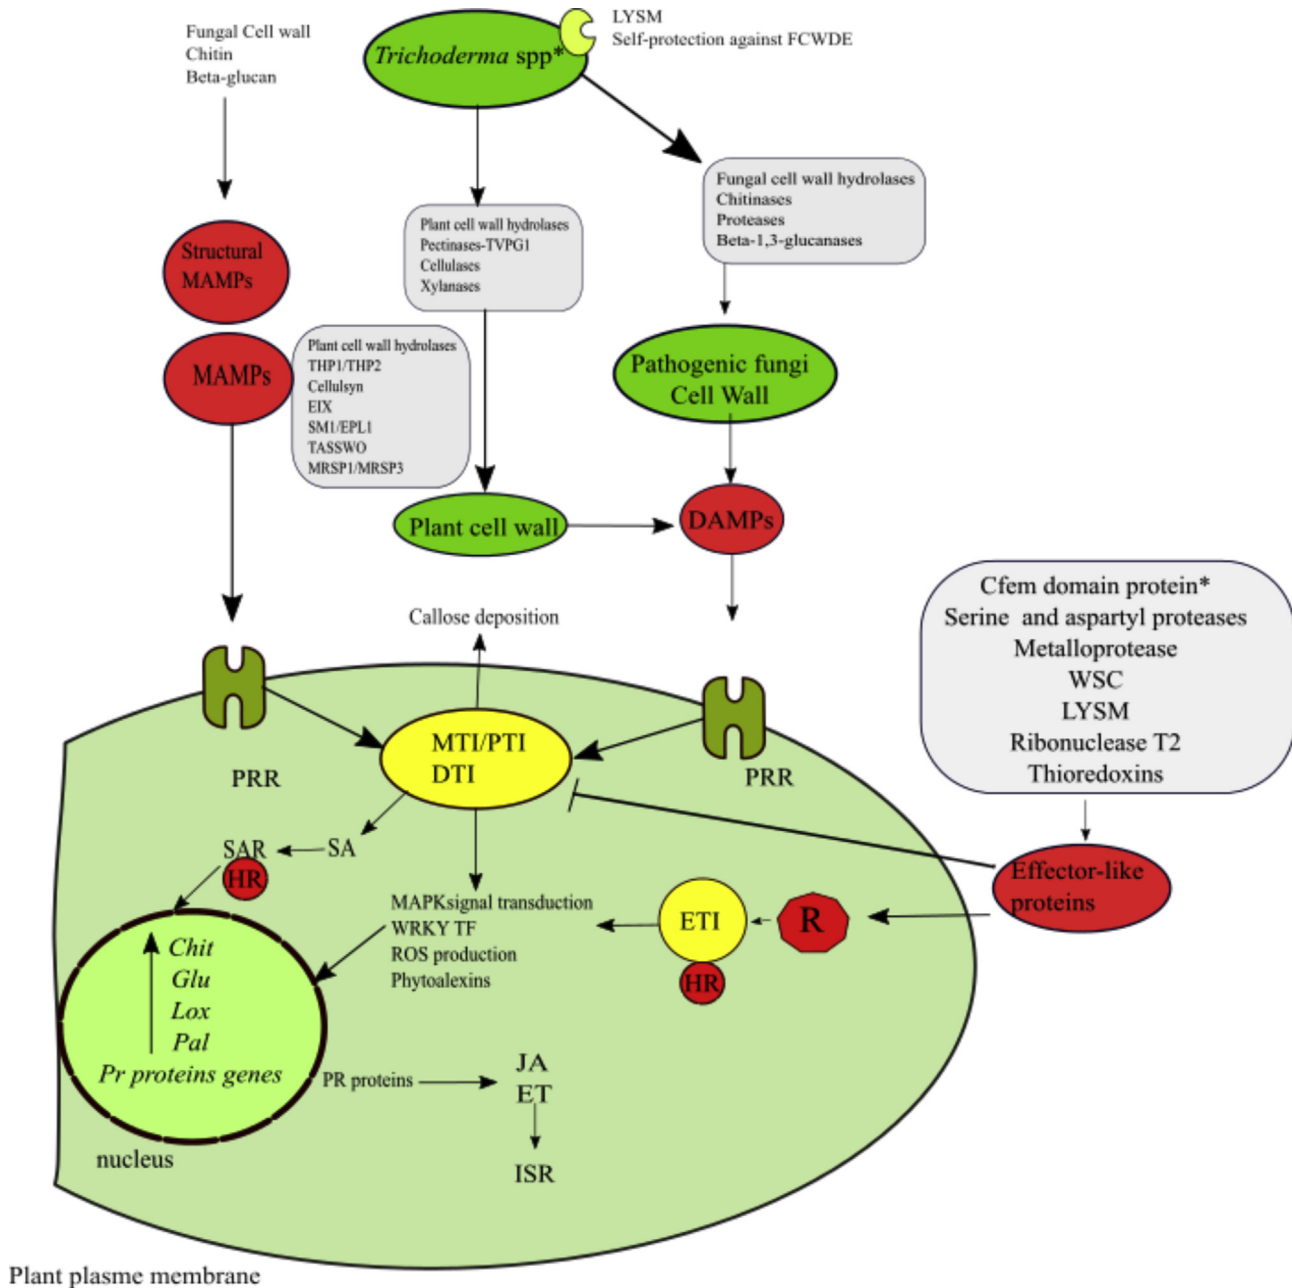 LYSM
Self-protection against FCWDE
Fungal Cell wall
Chitin
Beta-glucan
Trichoderma spp*
Fungal cell wall hydrolases
Chitinases
Proteases
Beta-1,3-glucanases
Plant cell wall hydrolases
Pectinases-TVPG1
Cellulases
Xylanases
Structural
MAMPs
MAMPs
Plant cell wall hydrolases
THP1/THP2
Cellulsyn
EIX
SM1/EPL1
TASSWO
MRSP1/MRSP3
Pathogenic fungi
Cell Wall
Plant cell wall
DAMPs
Cfem domain protein*
Serine and aspartyl proteases
Metalloprotease
WSC
LYSM
Ribonuclease T2
Thioredoxins
Callose deposition
MTI/PTI
DTI
PRR
PRR
SAR
SA
HR
Effector-like
proteins
MAPKsignal transduction
WRKY TF
ROS production
Phytoalexins
ETI
R
HR
Chit
Glu
Lox
Pal
Pr proteins genes
PR proteins
JA
ET
nucleus
ISR
Plant plasme membrane